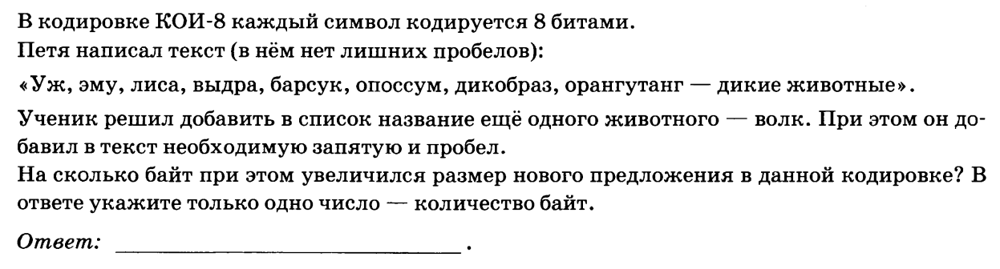 В кодировке КОИ-8 каждый символ кодируется 8 битами.
Петя написал текст (в нём нет лишних пробелов):
«Уж, эму, лиса, выдра, барсук, опоссум, дикобраз, орангутанг — дикие животные».
Ученик решил добавить в список название ещё одного животного — волк. При этом он до-
бавил в текст необходимую запятую и пробел.
На сколько байт при этом увеличился размер нового предложения в данной кодировке? В
ответе укажите только одно число — количество байт.
Ответ: ______________________________ .